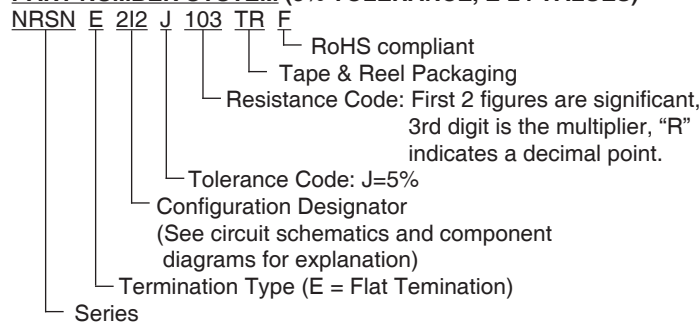 NRSN E 2I2 J 103 TR F
RoHS compliant
Tape & Reel Packaging
Resistance Code: First 2 figures are significant,
3rd digit is the multiplier, “R”
indicates a decimal point.
Tolerance Code: J=5%
Configuration Designator
(See circuit schematics and component
diagrams for explanation)
Termination Type (E = Flat Temination)
Series